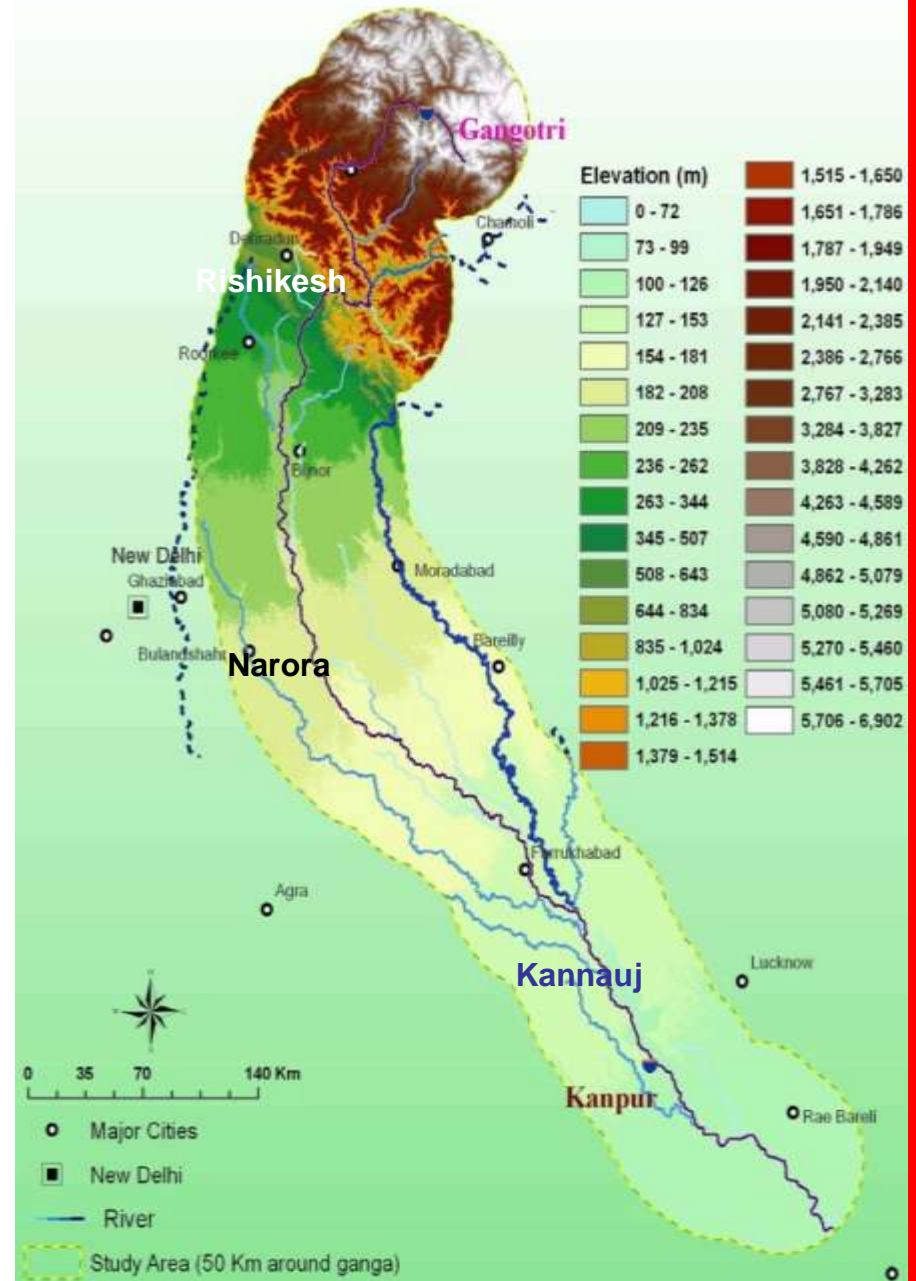 Gangotri
Elevation (m)
0 - 72
73 - 99
100 - 126
127 - 153
154 - 181
182 - 208
209 - 235
236 - 262
263 - 344
345 - 507
508 - 643
644 - 834
835 - 1,024
1,025 - 1,215
1,216 - 1,378
1,379 - 1,514
1,515 - 1,650
1,651 - 1,786
1,787 - 1,949
1,950 - 2,140
2,141 - 2,385
2,386 - 2,766
2,767 - 3,283
3,284 - 3,827
3,828 - 4,262
4,263 - 4,589
4,590 - 4,861
4,862 - 5,079
5,080 - 5,269
5,270 - 5,460
5,461 - 5,705
5,706 - 6,902
Chamoli
Dehradun
Rishikesh
Roorkee
Bijnor
New Delhi
Ghaziabad
Moradabad
Bulandshahr
Narora
Bareilly
Farrukhabad
Agra
Kannauj
Lucknow
Kanpur
Rae Bareli
0 35 70 140 Km
Major Cities
New Delhi
River
Study Area (50 Km around ganga)